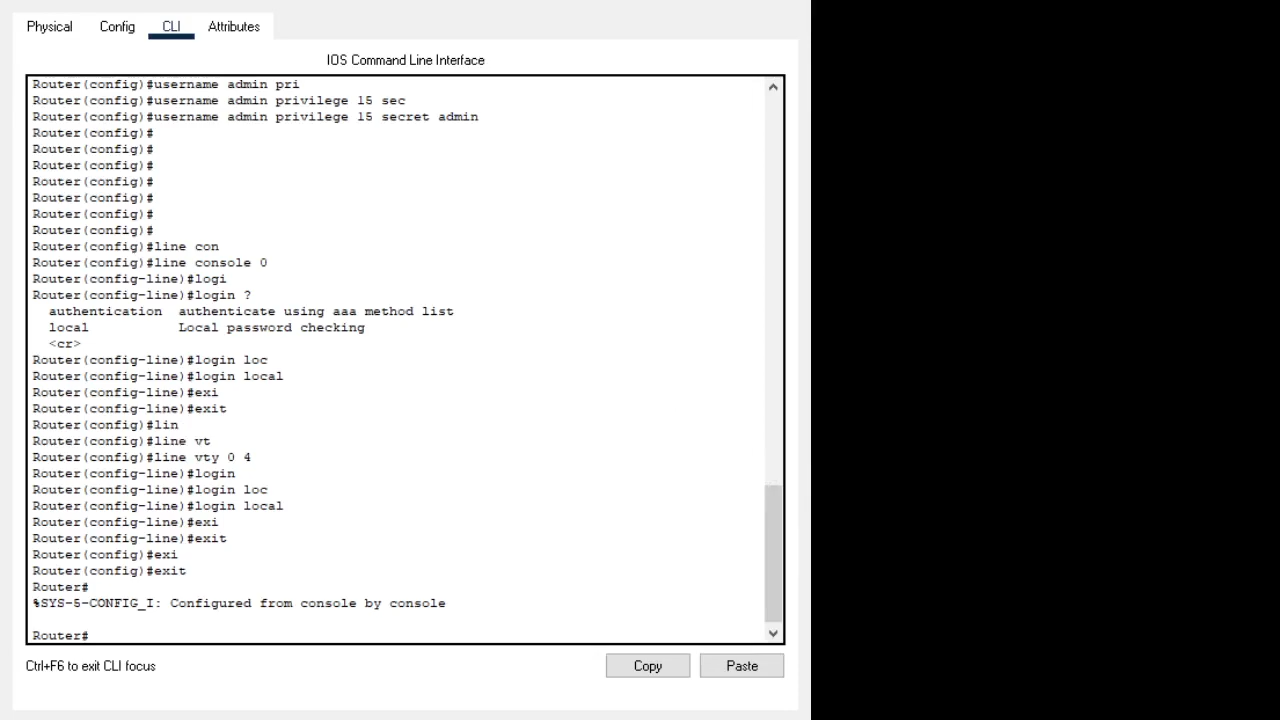 Physical Config CLI Attributes
IOS Command Line Interface
Router(config)#username admin pri
Router(config)#username admin privilege 15 sec
Router(config)#username admin privilege 15 secret admin
Router(config)#
Router(config)#
Router(config)#
Router(config)#
Router(config)#
Router(config)#
Router(config)#
Router(config)#line con
Router(config)#line console 0
Router(config-line)#logi
Router(config-line)#login ?
authentication authenticate using aaa method list
local Local password checking
<cr>
Router(config-line)#login loc
Router(config-line)#login local
Router(config-line)#exi
Router(config-line)#exit
Router(config)#lin
Router(config)#line vt
Router(config)#line vty 0 4
Router(config-line)#login
Router(config-line)#login loc
Router(config-line)#login local
Router(config-line)#exi
Router(config-line)#exit
Router(config)#exi
Router(config)#exit
Router#
%SYS-5-CONFIG_I: Configured from console by console
Router#
Ctrl+F6 to exit CLI focus
Copy Paste